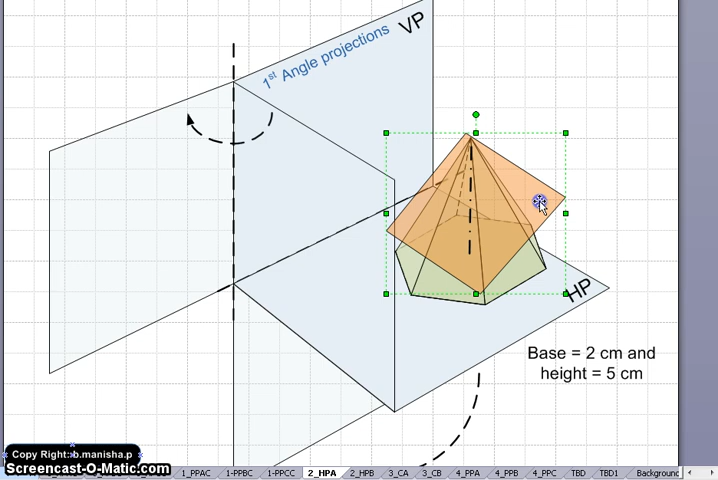 VP
1st Angle projections
HP
Base = 2 cm and
height = 5 cm
Copy Right: b.manisha.p
Screencast-O-Matic.com
1_PPAC
1-PPBC
1-PPCC
2_HPA
2_HPB
3_CA
3_CB
4_PPA
4_PPB
4_PPC
TBD
TBD1
Background